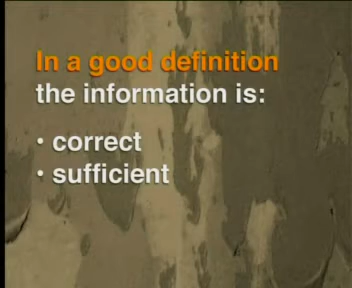 In a good definition
the information is:
• correct
• sufficient